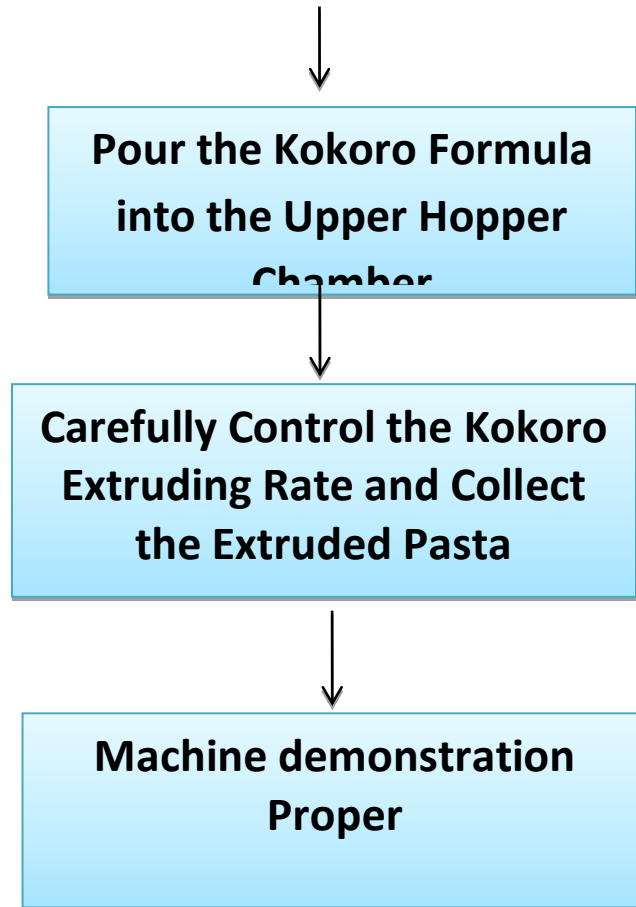 Pour the Kokoro Formula
into the Upper Hopper
Chamber
Carefully Control the Kokoro
Extruding Rate and Collect
the Extruded Pasta
Machine demonstration
Proper